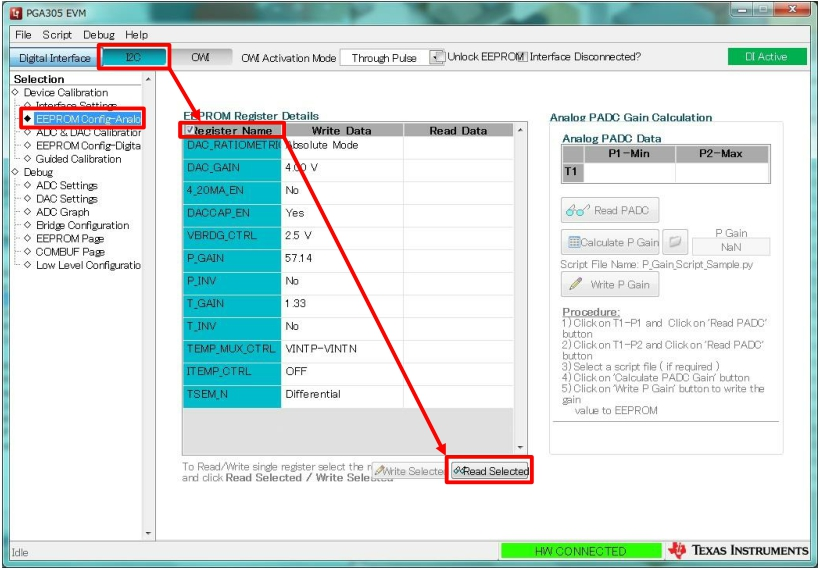 PGA305 EVM
File Script Debug Help
Digital Interface I2C OWI OWI Activation Mode Through Pulse Unlock EEPROM Interface Disconnected? DI Active
Selection
Device Calibration
Interface Settings
EEPROM Config-Analo
ADC & DAC Calibration
EEPROM Config-Digita
Guided Calibration
Debug
ADC Settings
DAC Settings
ADC Graph
Bridge Configuration
EEPROM Page
COMBUF Page
Low Level Configuratio
EEPROM Register Details
Register Name Write Data Read Data
DAC_RATIOMETRI Absolute Mode
DAC_GAIN 4.00 V
4_20MA_EN No
DACCAP_EN Yes
VBRDG_CTRL 2.5 V
P_GAIN 57.14
P_INV No
T_GAIN 1.33
T_INV No
TEMP_MUX_CTRL VINTP-VINTN
ITEMP_CTRL OFF
TSEM_N Differential
To Read/Write single register select the r
and click Read Selected / Write Selected
Write Selected Read Selected
Analog PADC Gain Calculation
Analog PADC Data
P1-Min P2-Max
T1
Read PADC
Calculate P Gain
P Gain
NaN
Script File Name: P_Gain_Script_Sample.py
Write P Gain
Procedure:
1) Click on T1-P1 and Click on 'Read PADC'
button
2) Click on T1-P2 and Click on 'Read PADC'
button
3) Select a script file ( if required )
4) Click on 'Calculate PADC Gain' button
5) Click on 'Write P Gain' button to write the
gain
value to EEPROM
Idle HW CONNECTED TEXAS INSTRUMENTS